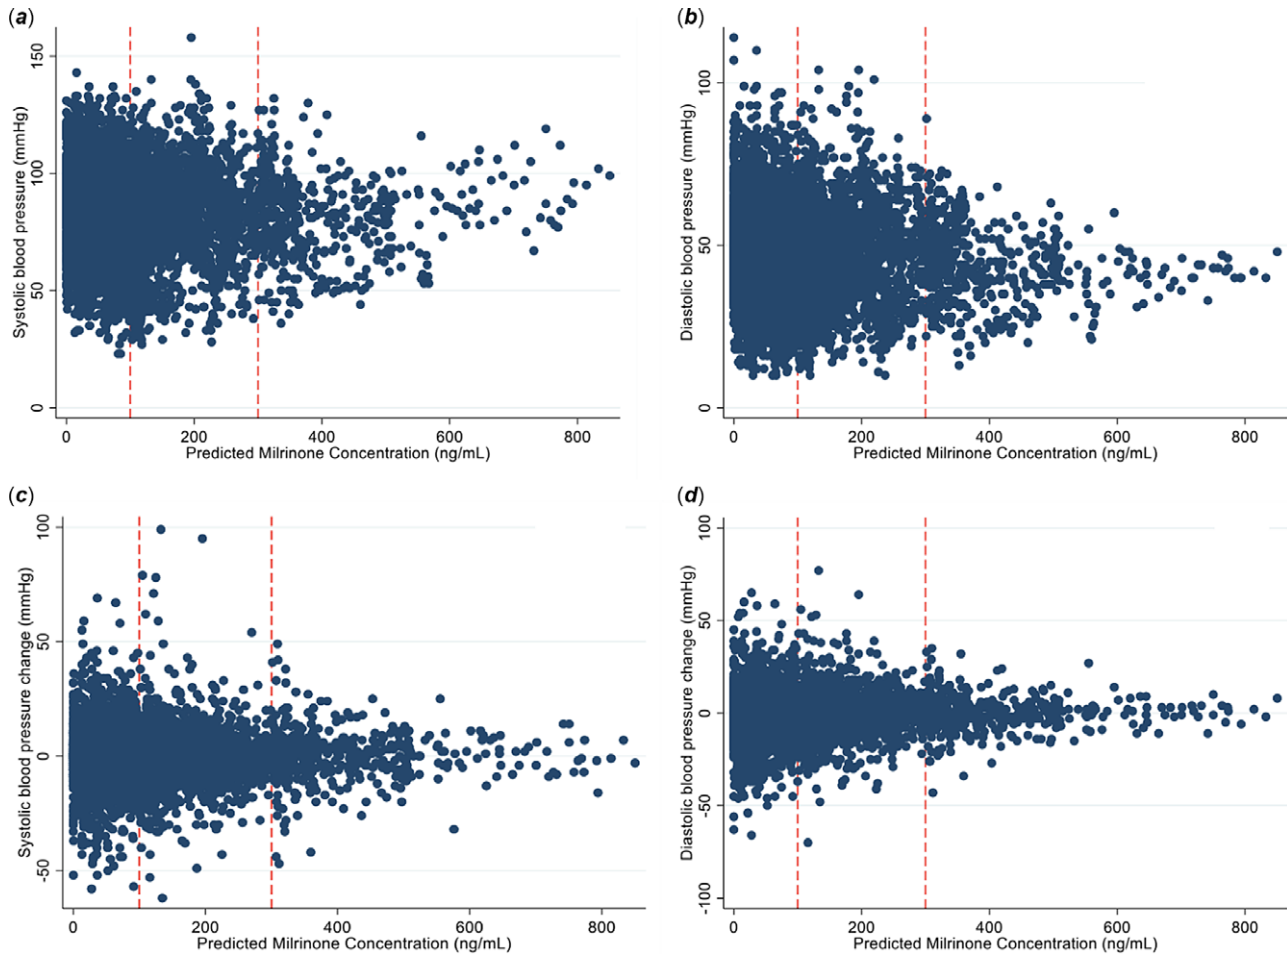 (a)
Systolic blood pressure (mmHg)
150
100
50
0
0 200 400 600 800
Predicted Milrinone Concentration (ng/mL)
(b)
Diastolic blood pressure (mmHg)
100
50
0
0 200 400 600 800
Predicted Milrinone Concentration (ng/mL)
(c)
Systolic blood pressure change (mmHg)
100
50
0
-50
0 200 400 600 800
Predicted Milrinone Concentration (ng/mL)
(d)
Diastolic blood pressure change (mmHg)
100
50
0
-50
-100
0 200 400 600 800
Predicted Milrinone Concentration (ng/mL)